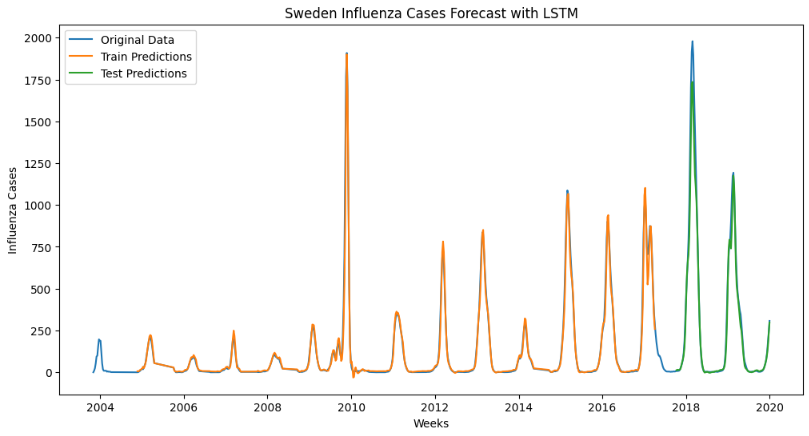 Sweden Influenza Cases Forecast with LSTM
Original Data
Train Predictions
Test Predictions
Influenza Cases
2000
1750
1500
1250
1000
750
500
250
0
2004 2006 2008 2010 2012 2014 2016 2018 2020
Weeks